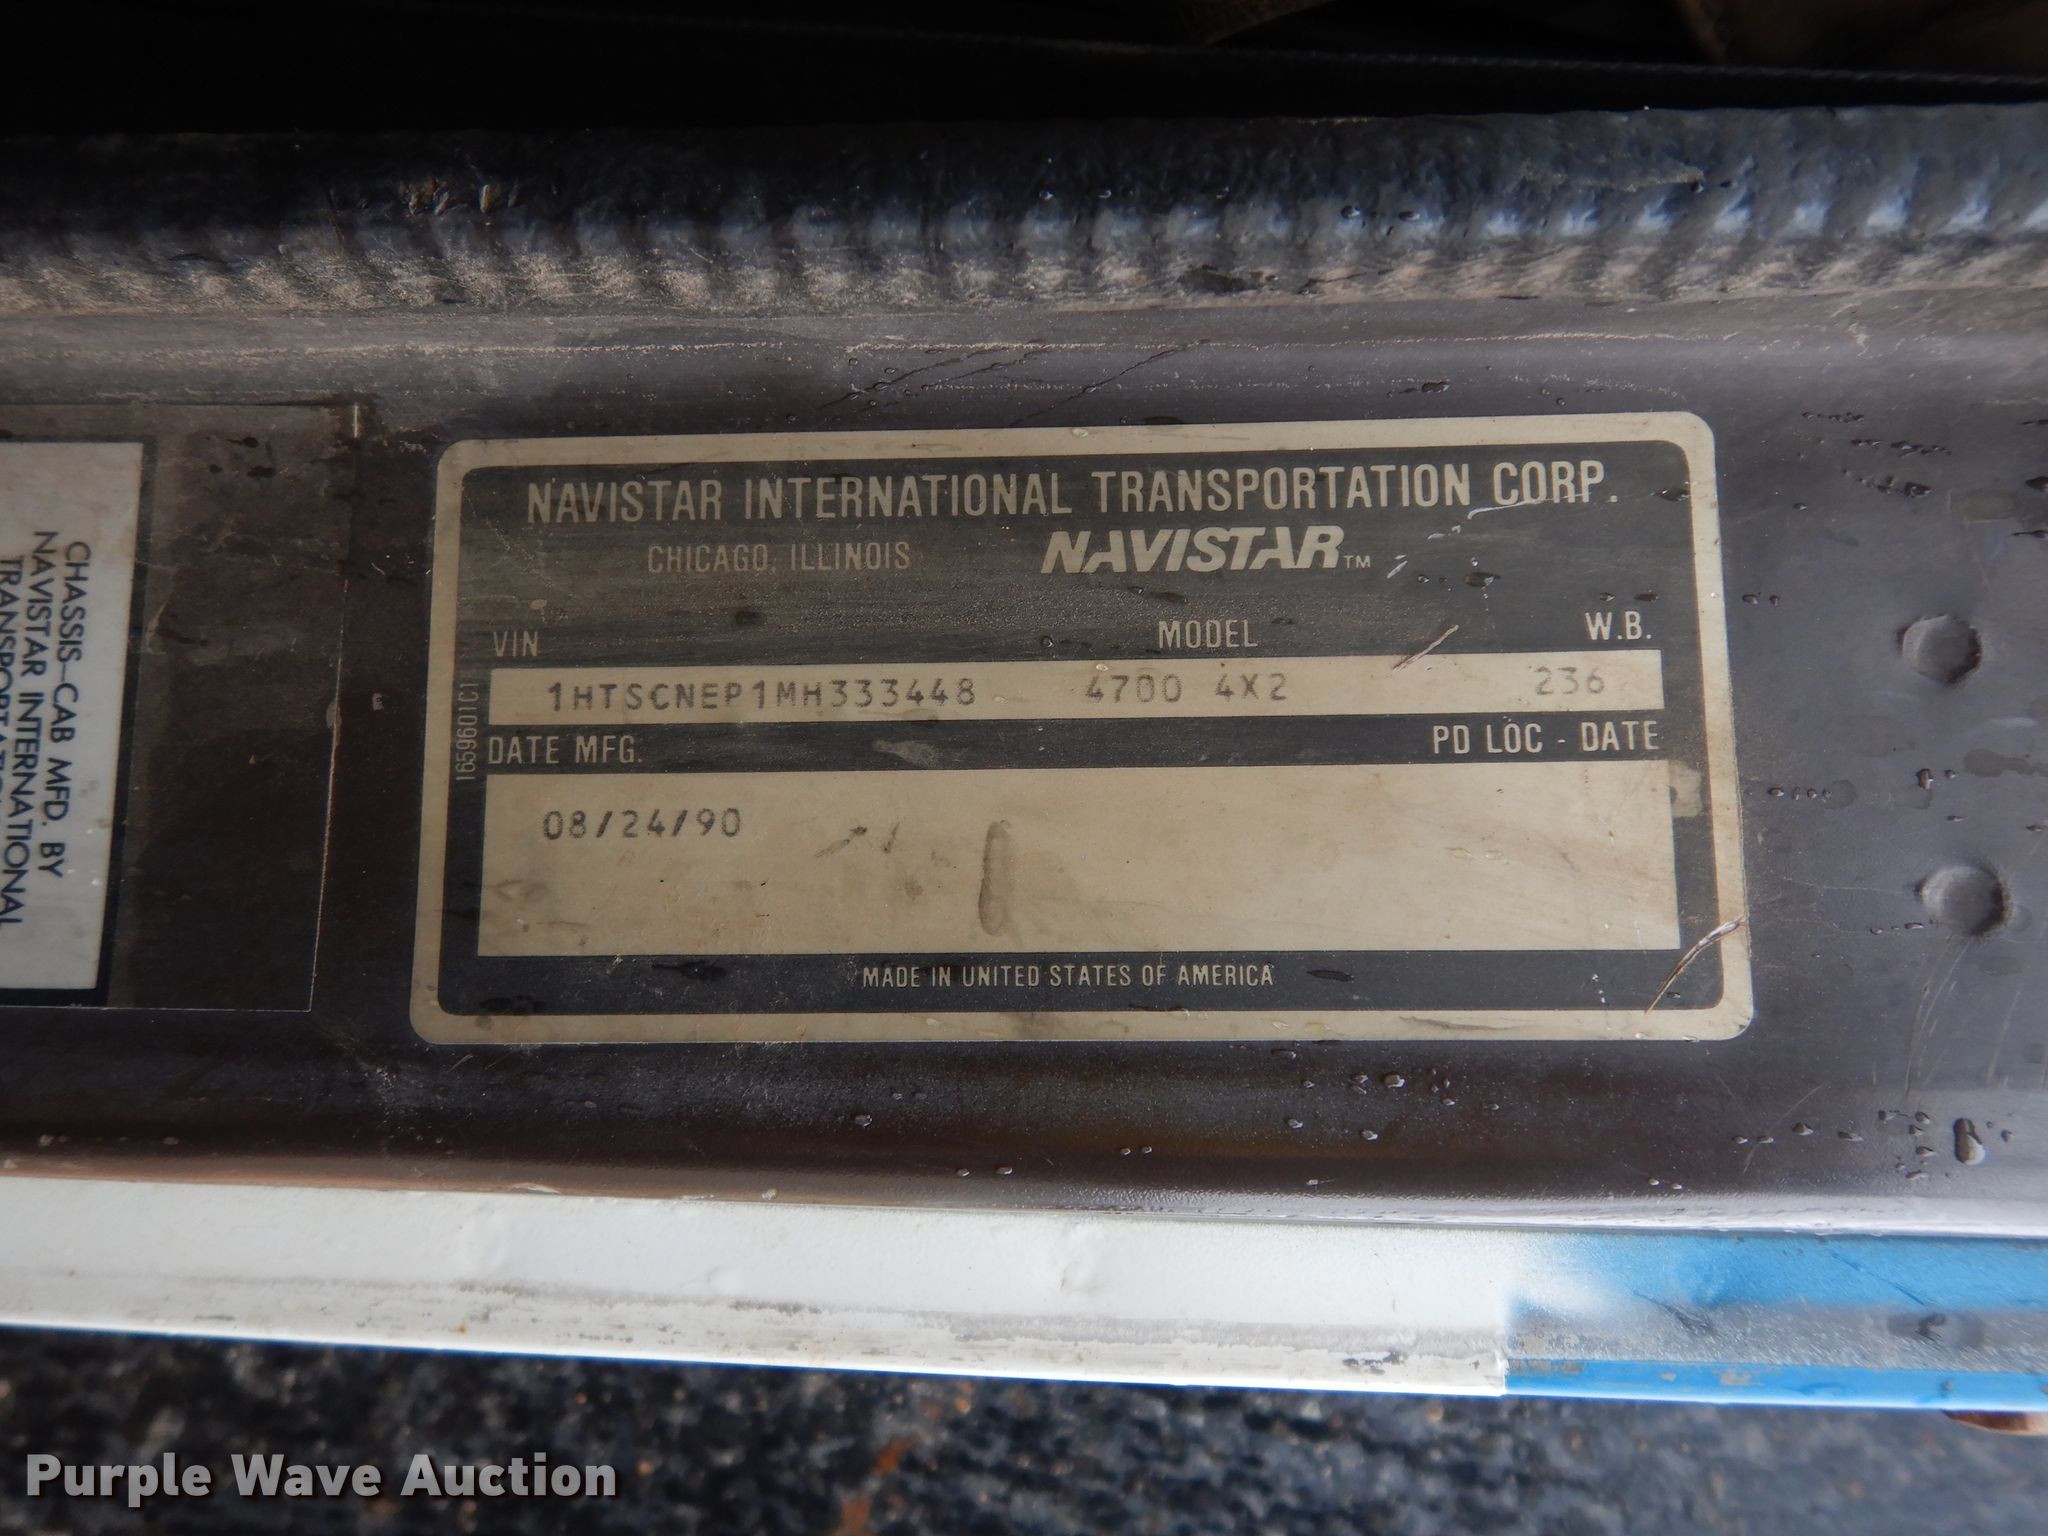 NAVISTAR INTERNATIONAL TRANSPORTATION CORP.
CHICAGO, ILLINOIS NAVISTAR™
VIN MODEL W.B.
1HTSCNEP1MH333448 4700 4X2 236
DATE MFG. PD LOC - DATE
08/24/90
MADE IN UNITED STATES OF AMERICA
1659601C1
CHASSIS-CAB MFD. BY
NAVISTAR INTERNATIONAL
Purple Wave Auction